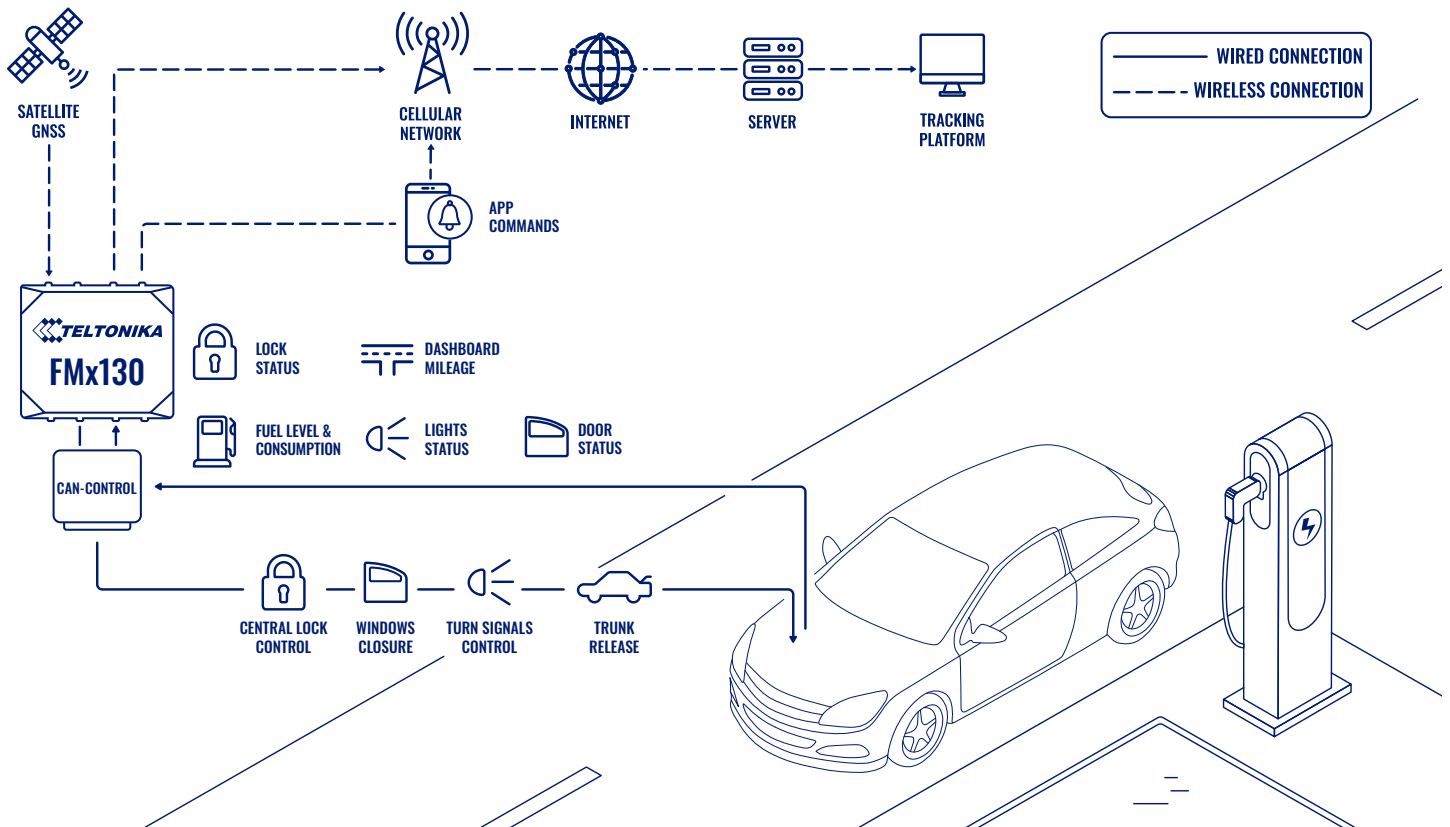 SATELLITE
GNSS
CELLULAR
NETWORK
INTERNET
SERVER
TRACKING
PLATFORM
WIRED CONNECTION
WIRELESS CONNECTION
APP
COMMANDS
TELTONIKA
FMx130
LOCK
STATUS
DASHBOARD
MILEAGE
FUEL LEVEL &
CONSUMPTION
LIGHTS
STATUS
DOOR
STATUS
CAN-CONTROL
CENTRAL LOCK
CONTROL
WINDOWS
CLOSURE
TURN SIGNALS
CONTROL
TRUNK
RELEASE